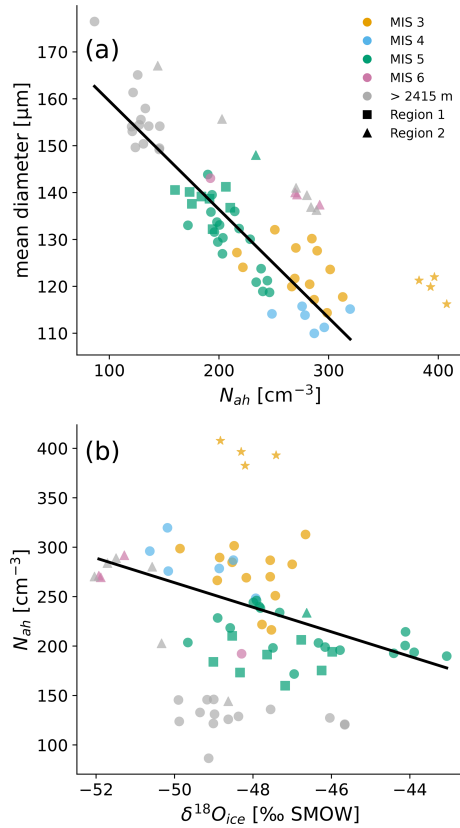 (a)
170
160
150
140
130
120
110
mean diameter [μm]
100
200
300
400
N_ah [cm⁻³]
MIS 3
MIS 4
MIS 5
MIS 6
> 2415 m
Region 1
Region 2
(b)
400
350
300
250
200
150
100
N_ah [cm⁻³]
−52
−50
−48
−46
−44
δ¹⁸O_ice [‰ SMOW]